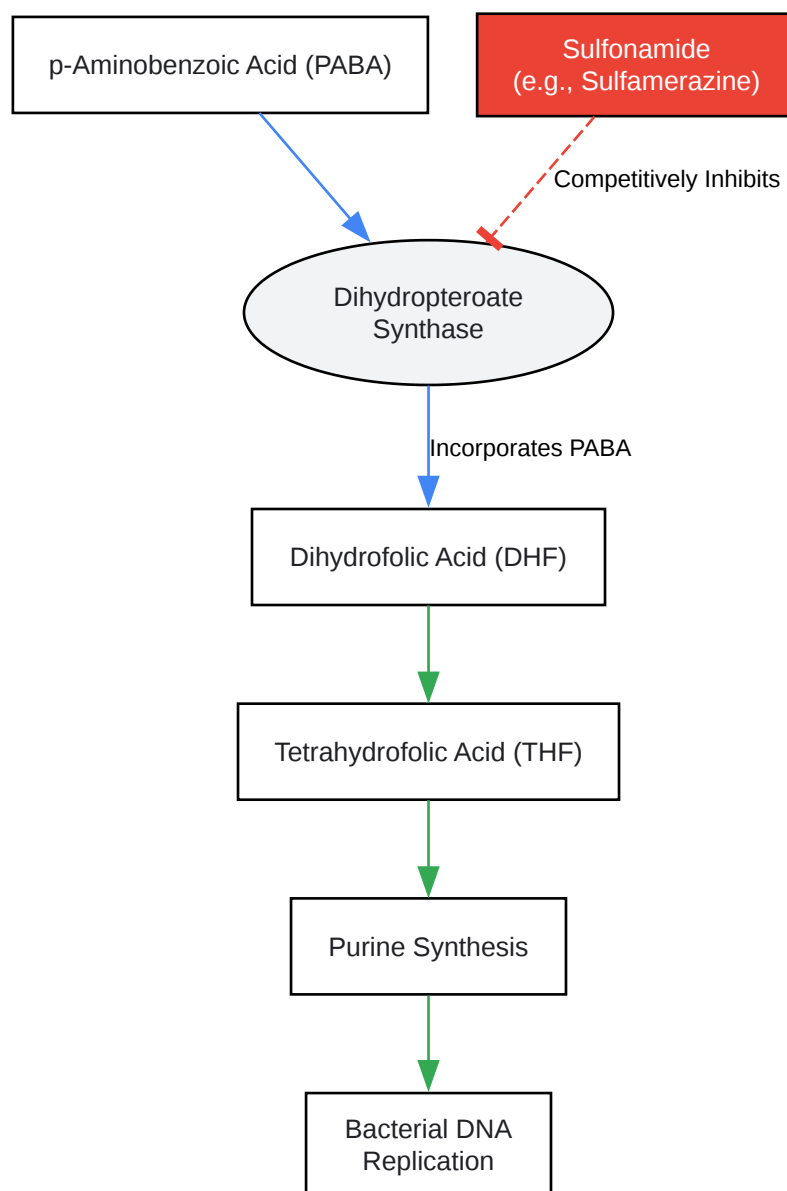 p-Aminobenzoic Acid (PABA)
Sulfonamide
(e.g., Sulfamerazine)
Competitively Inhibits
Dihydropteroate
Synthase
Incorporates PABA
Dihydrofolic Acid (DHF)
Tetrahydrofolic Acid (THF)
Purine Synthesis
Bacterial DNA
Replication